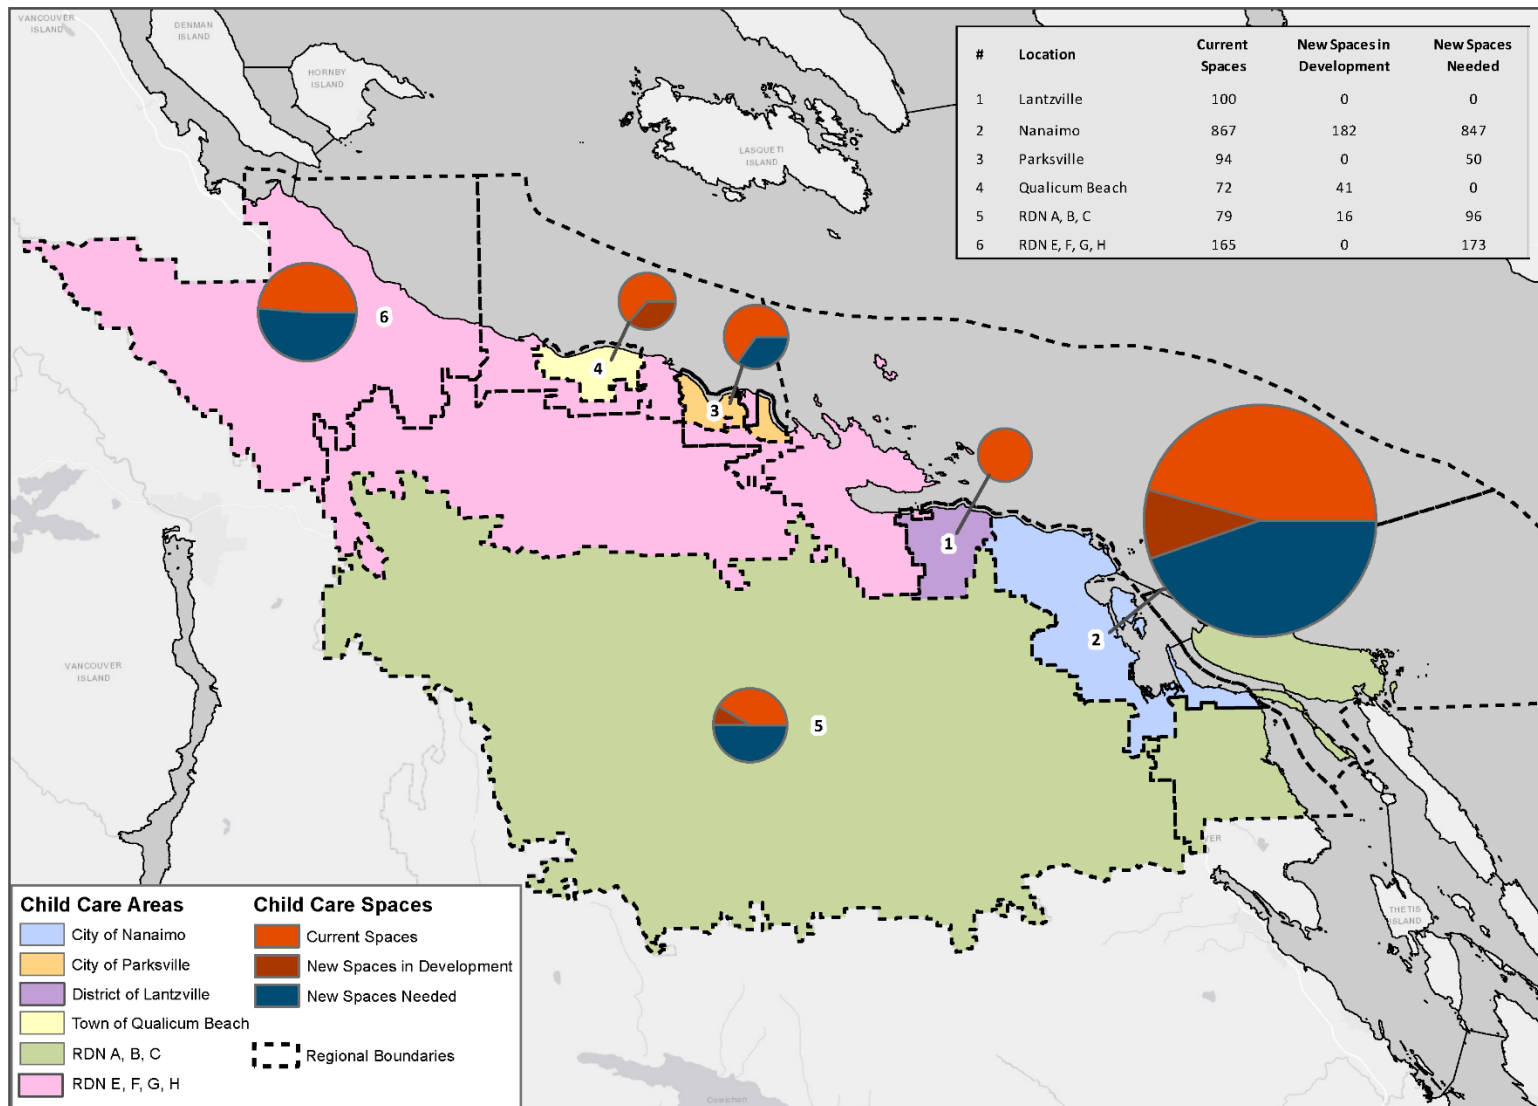 VANCOUVER
ISLAND
DENMAN
ISLAND
HORNBY
ISLAND
LASQUETI
ISLAND
# Location Current Spaces New Spaces in Development New Spaces Needed
1 Lantzville 100 0 0
2 Nanaimo 867 182 847
3 Parksville 94 0 50
4 Qualicum Beach 72 41 0
5 RDN A, B, C 79 16 96
6 RDN E, F, G, H 165 0 173
6
4
3
1
2
5
VANCOUVER
ISLAND
THETIS
ISLAND
Cowichan
Child Care Areas
City of Nanaimo
City of Parksville
District of Lantzville
Town of Qualicum Beach
RDN A, B, C
RDN E, F, G, H
Child Care Spaces
Current Spaces
New Spaces in Development
New Spaces Needed
Regional Boundaries